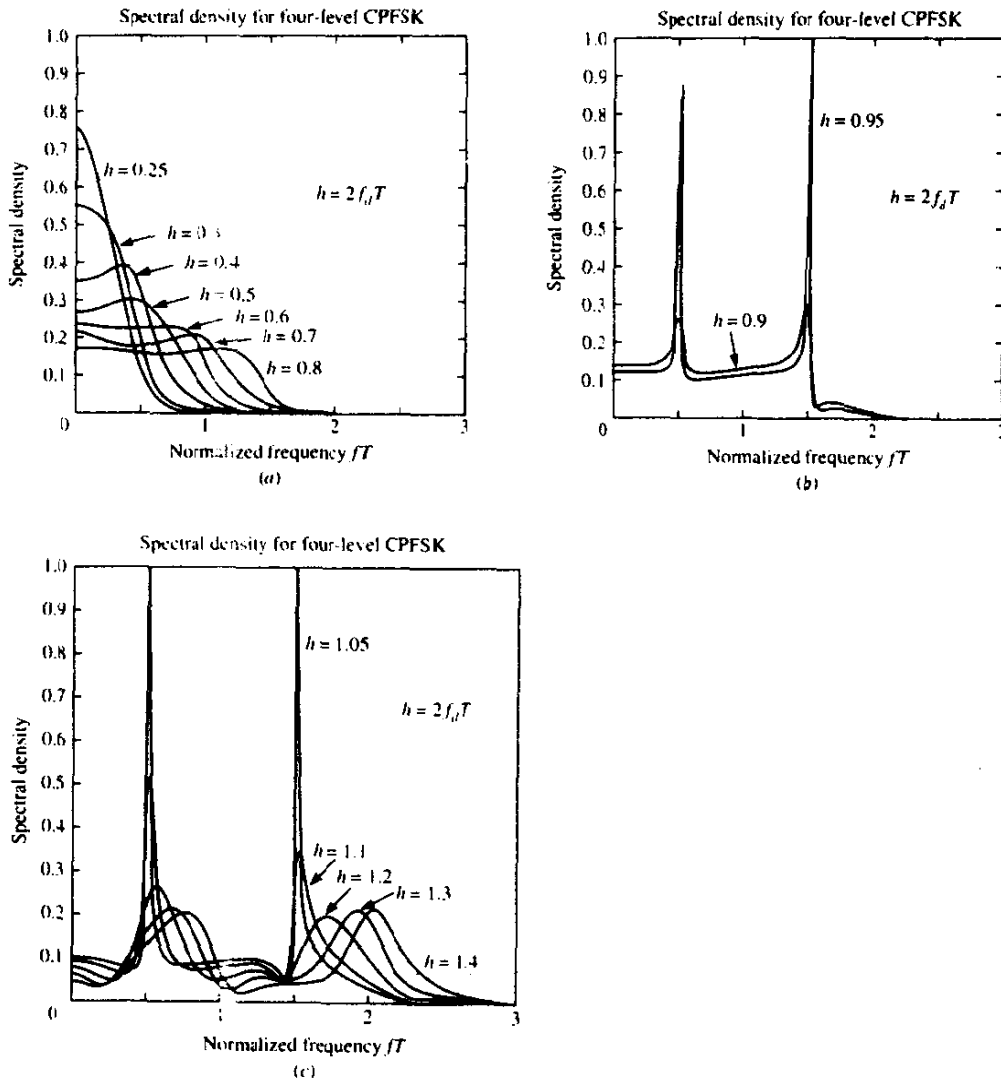 Spectral density for four-level CPFSK
1.0
0.9
0.8
0.7
0.6
0.5
0.4
0.3
0.2
0.1
0
1
2
3
h = 0.25
h = 0.3
h = 0.4
h = 0.5
h = 0.6
h = 0.7
h = 0.8
h = 2f_dT
Spectral density
Normalized frequency fT
(a)
Spectral density for four-level CPFSK
1.0
0.9
0.8
0.7
0.6
0.5
0.4
0.3
0.2
0.1
0
1
2
3
h = 0.95
h = 0.9
h = 2f_dT
Spectral density
Normalized frequency fT
(b)
Spectral density for four-level CPFSK
1.0
0.9
0.8
0.7
0.6
0.5
0.4
0.3
0.2
0.1
0
1
2
3
h = 1.05
h = 2f_dT
h = 1.1
h = 1.2
h = 1.3
h = 1.4
Spectral density
Normalized frequency fT
(c)